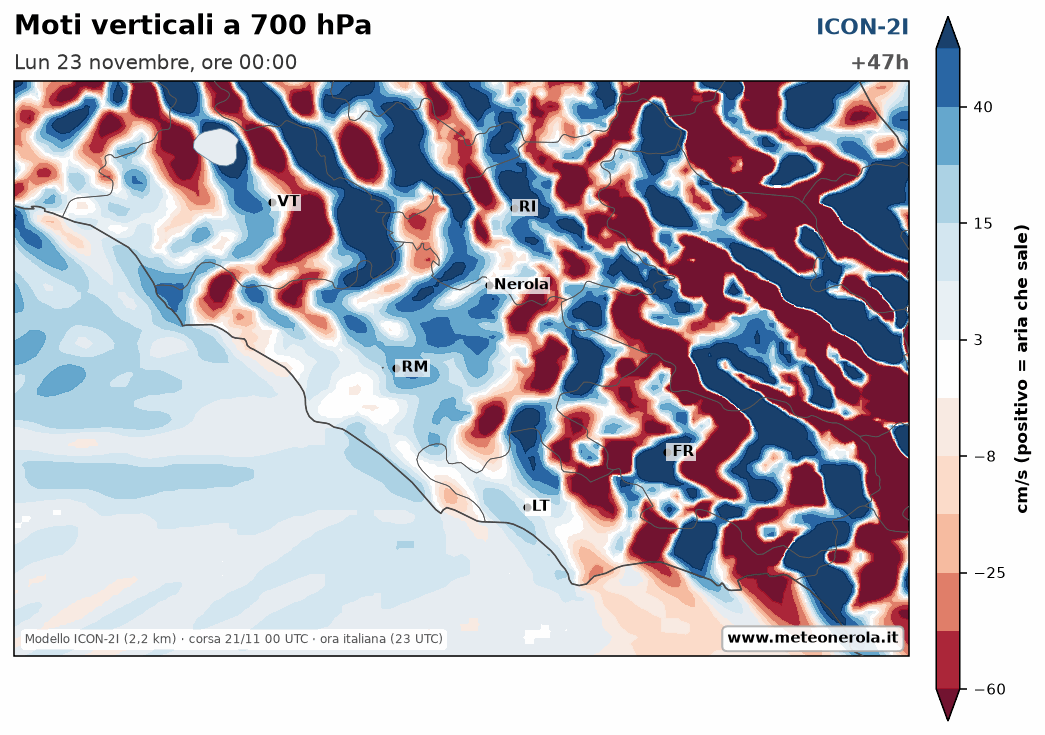 Moti verticali a 700 hPa
ICON-2I
Lun 23 novembre, ore 00:00
+47h
40
VT
RI
15
Nerola
3
RM
−8
FR
LT
−25
−60
cm/s (positivo = aria che sale)
Modello ICON-2I (2,2 km) · corsa 21/11 00 UTC · ora italiana (23 UTC)
www.meteonerola.it